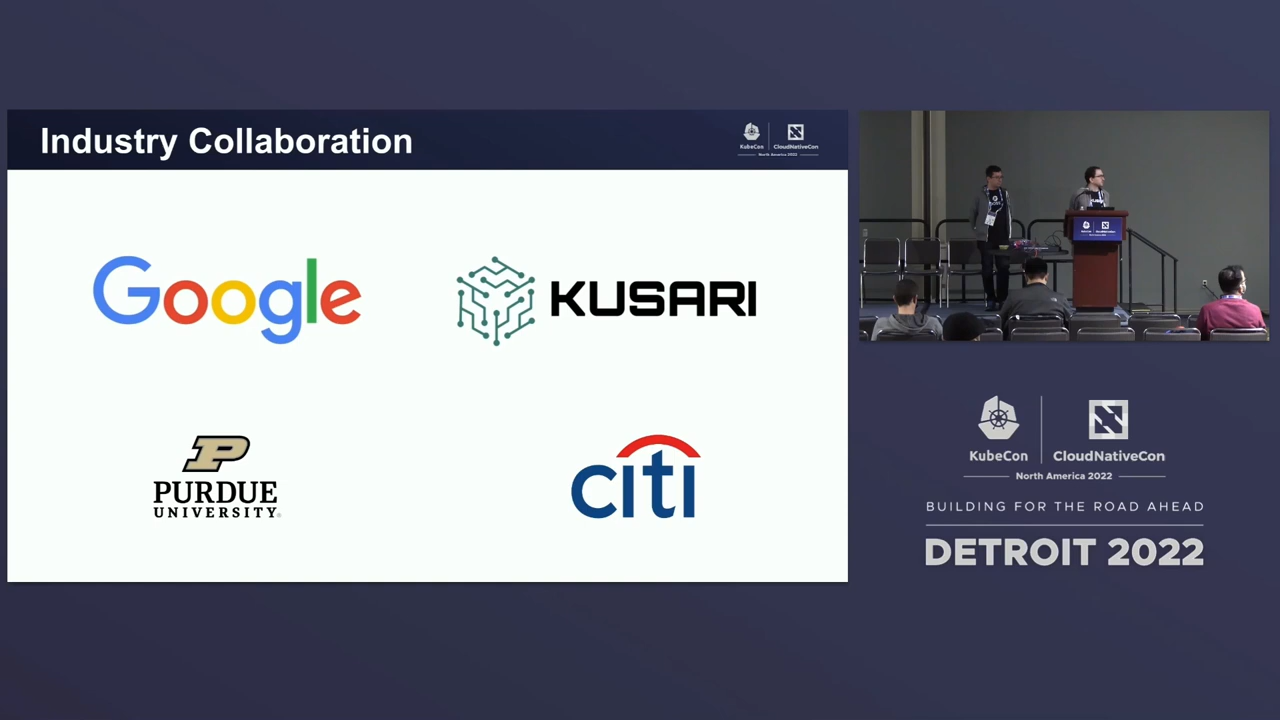 Industry Collaboration
KubeCon
CloudNativeCon
North America 2022
Google
KUSARI
P
PURDUE
UNIVERSITY
citi
KUSARI
KubeCon
CloudNativeCon
North America 2022
BUILDING FOR THE ROAD AHEAD
DETROIT 2022